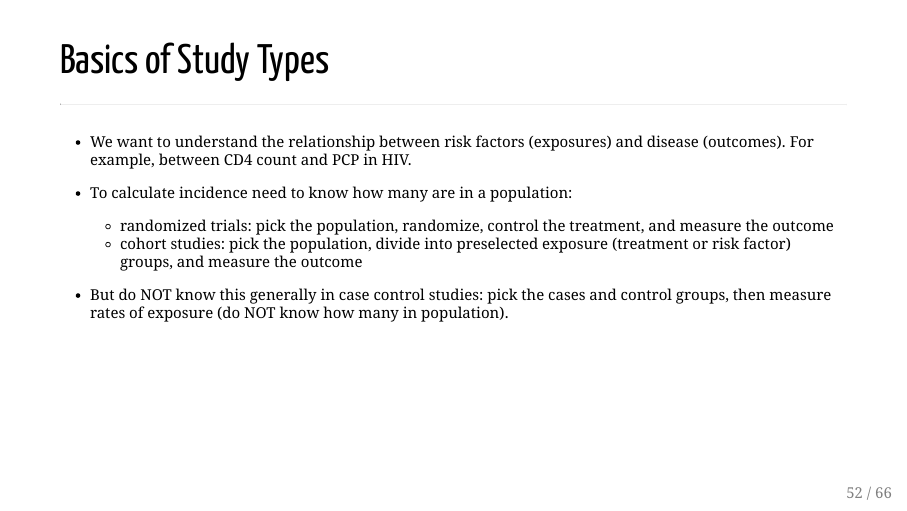 Basics of Study Types
• We want to understand the relationship between risk factors (exposures) and disease (outcomes). For
example, between CD4 count and PCP in HIV.
• To calculate incidence need to know how many are in a population:
◦ randomized trials: pick the population, randomize, control the treatment, and measure the outcome
◦ cohort studies: pick the population, divide into preselected exposure (treatment or risk factor)
groups, and measure the outcome
• But do NOT know this generally in case control studies: pick the cases and control groups, then measure
rates of exposure (do NOT know how many in population).
52 / 66